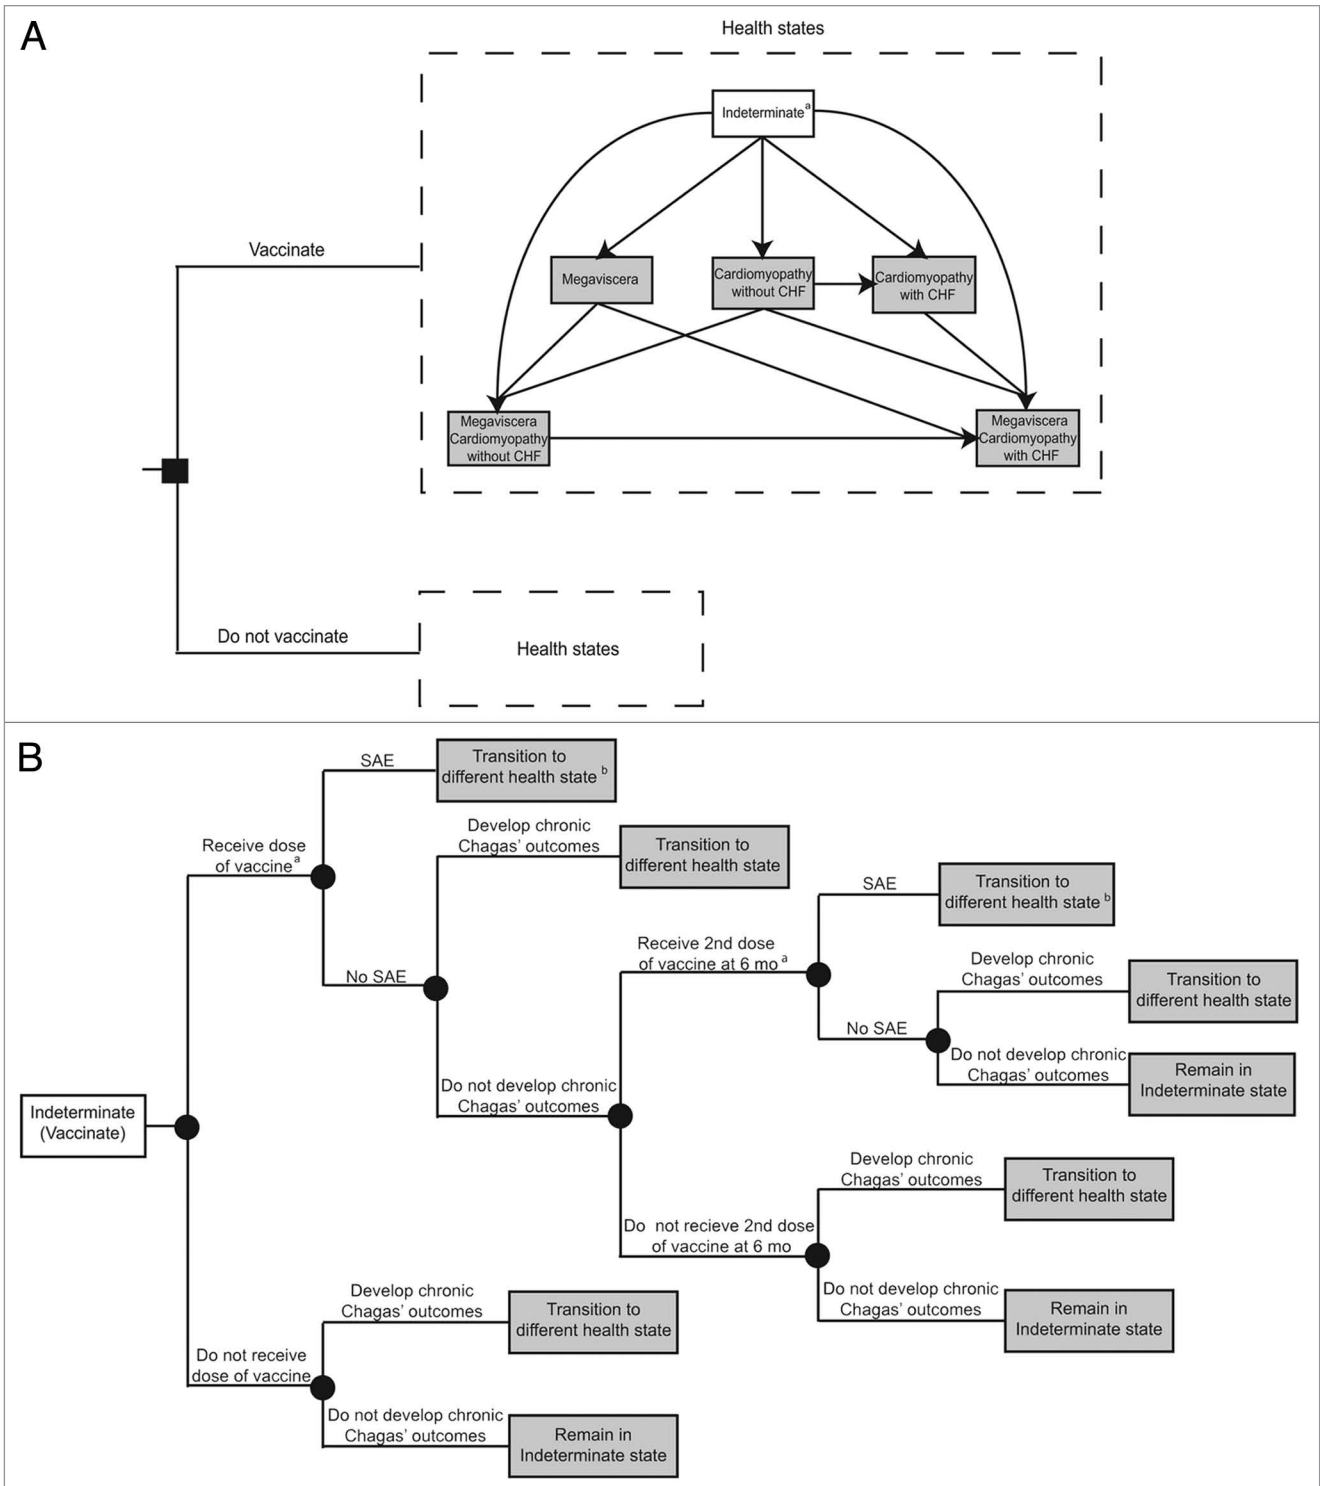 A
Health states
Indeterminate a
Vaccinate
Megaviscera
Cardiomyopathy
without CHF
Cardiomyopathy
with CHF
Megaviscera
Cardiomyopathy
without CHF
Megaviscera
Cardiomyopathy
with CHF
Do not vaccinate
Health states
B
SAE
Transition to
different health state b
Receive dose
of vaccine a
Develop chronic
Chagas' outcomes
Transition to
different health state
No SAE
Receive 2nd dose
of vaccine at 6 mo a
SAE
Transition to
different health state b
No SAE
Develop chronic
Chagas' outcomes
Transition to
different health state
Do not develop chronic
Chagas' outcomes
Remain in
Indeterminate state
Do not develop chronic
Chagas' outcomes
Indeterminate
(Vaccinate)
Do not recieve 2nd dose
of vaccine at 6 mo
Develop chronic
Chagas' outcomes
Transition to
different health state
Do not develop chronic
Chagas' outcomes
Remain in
Indeterminate state
Do not receive
dose of vaccine
Develop chronic
Chagas' outcomes
Transition to
different health state
Do not develop chronic
Chagas' outcomes
Remain in
Indeterminate state